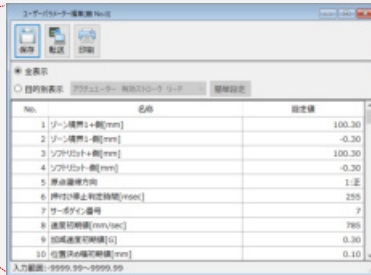 ユーザパラメータ編集[軸 No.0]
保存 転送 印刷
全表示
目的別表示 アクチュエーター 有効ストローク リード 簡単設定
No. 名称 設定値
1 ゾーン境界1+側[mm] 100.30
2 ゾーン境界1-側[mm] -0.30
3 ソフトリミット+側[mm] 100.30
4 ソフトリミット-側[mm] -0.30
5 原点復帰方向 1:正
6 押付け停止判定時間[msec] 255
7 サーボゲイン番号 7
8 速度初期値[mm/sec] 785
9 加減速度初期値[G] 0.30
10 位置決め幅初期値[mm] 0.10
入力範囲:-9999.99~9999.99